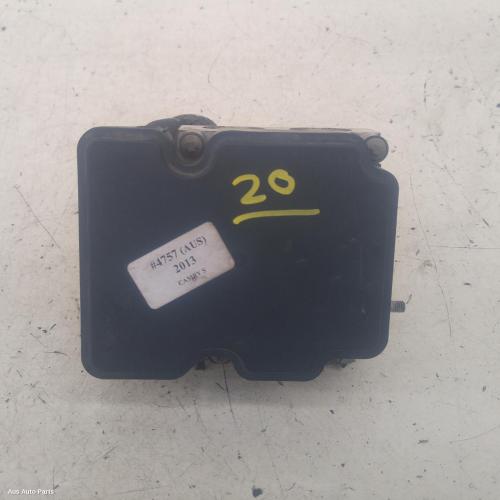 20
#4757 (AUS)
2013
CAMRY S
Aus Auto Parts